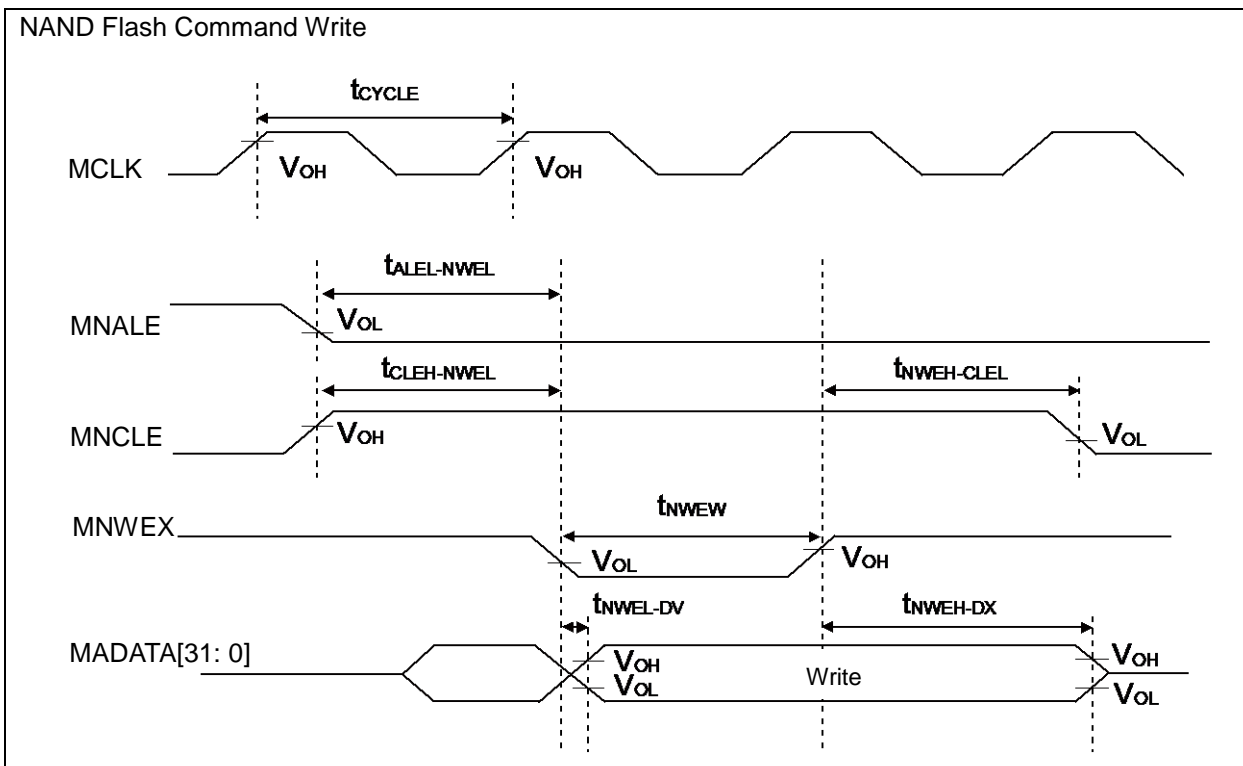 NAND Flash Command Write
tCYCLE
MCLK
VOH
VOH
tALEL-NWEL
MNALE
VOL
tCLEH-NWEL
tNWEH-CLEL
MNCLE
VOH
VOL
tNWEW
MNWEX
VOL
VOH
tNWEL-DV
tNWEH-DX
MADATA[31: 0]
VOH
VOL
Write
VOH
VOL